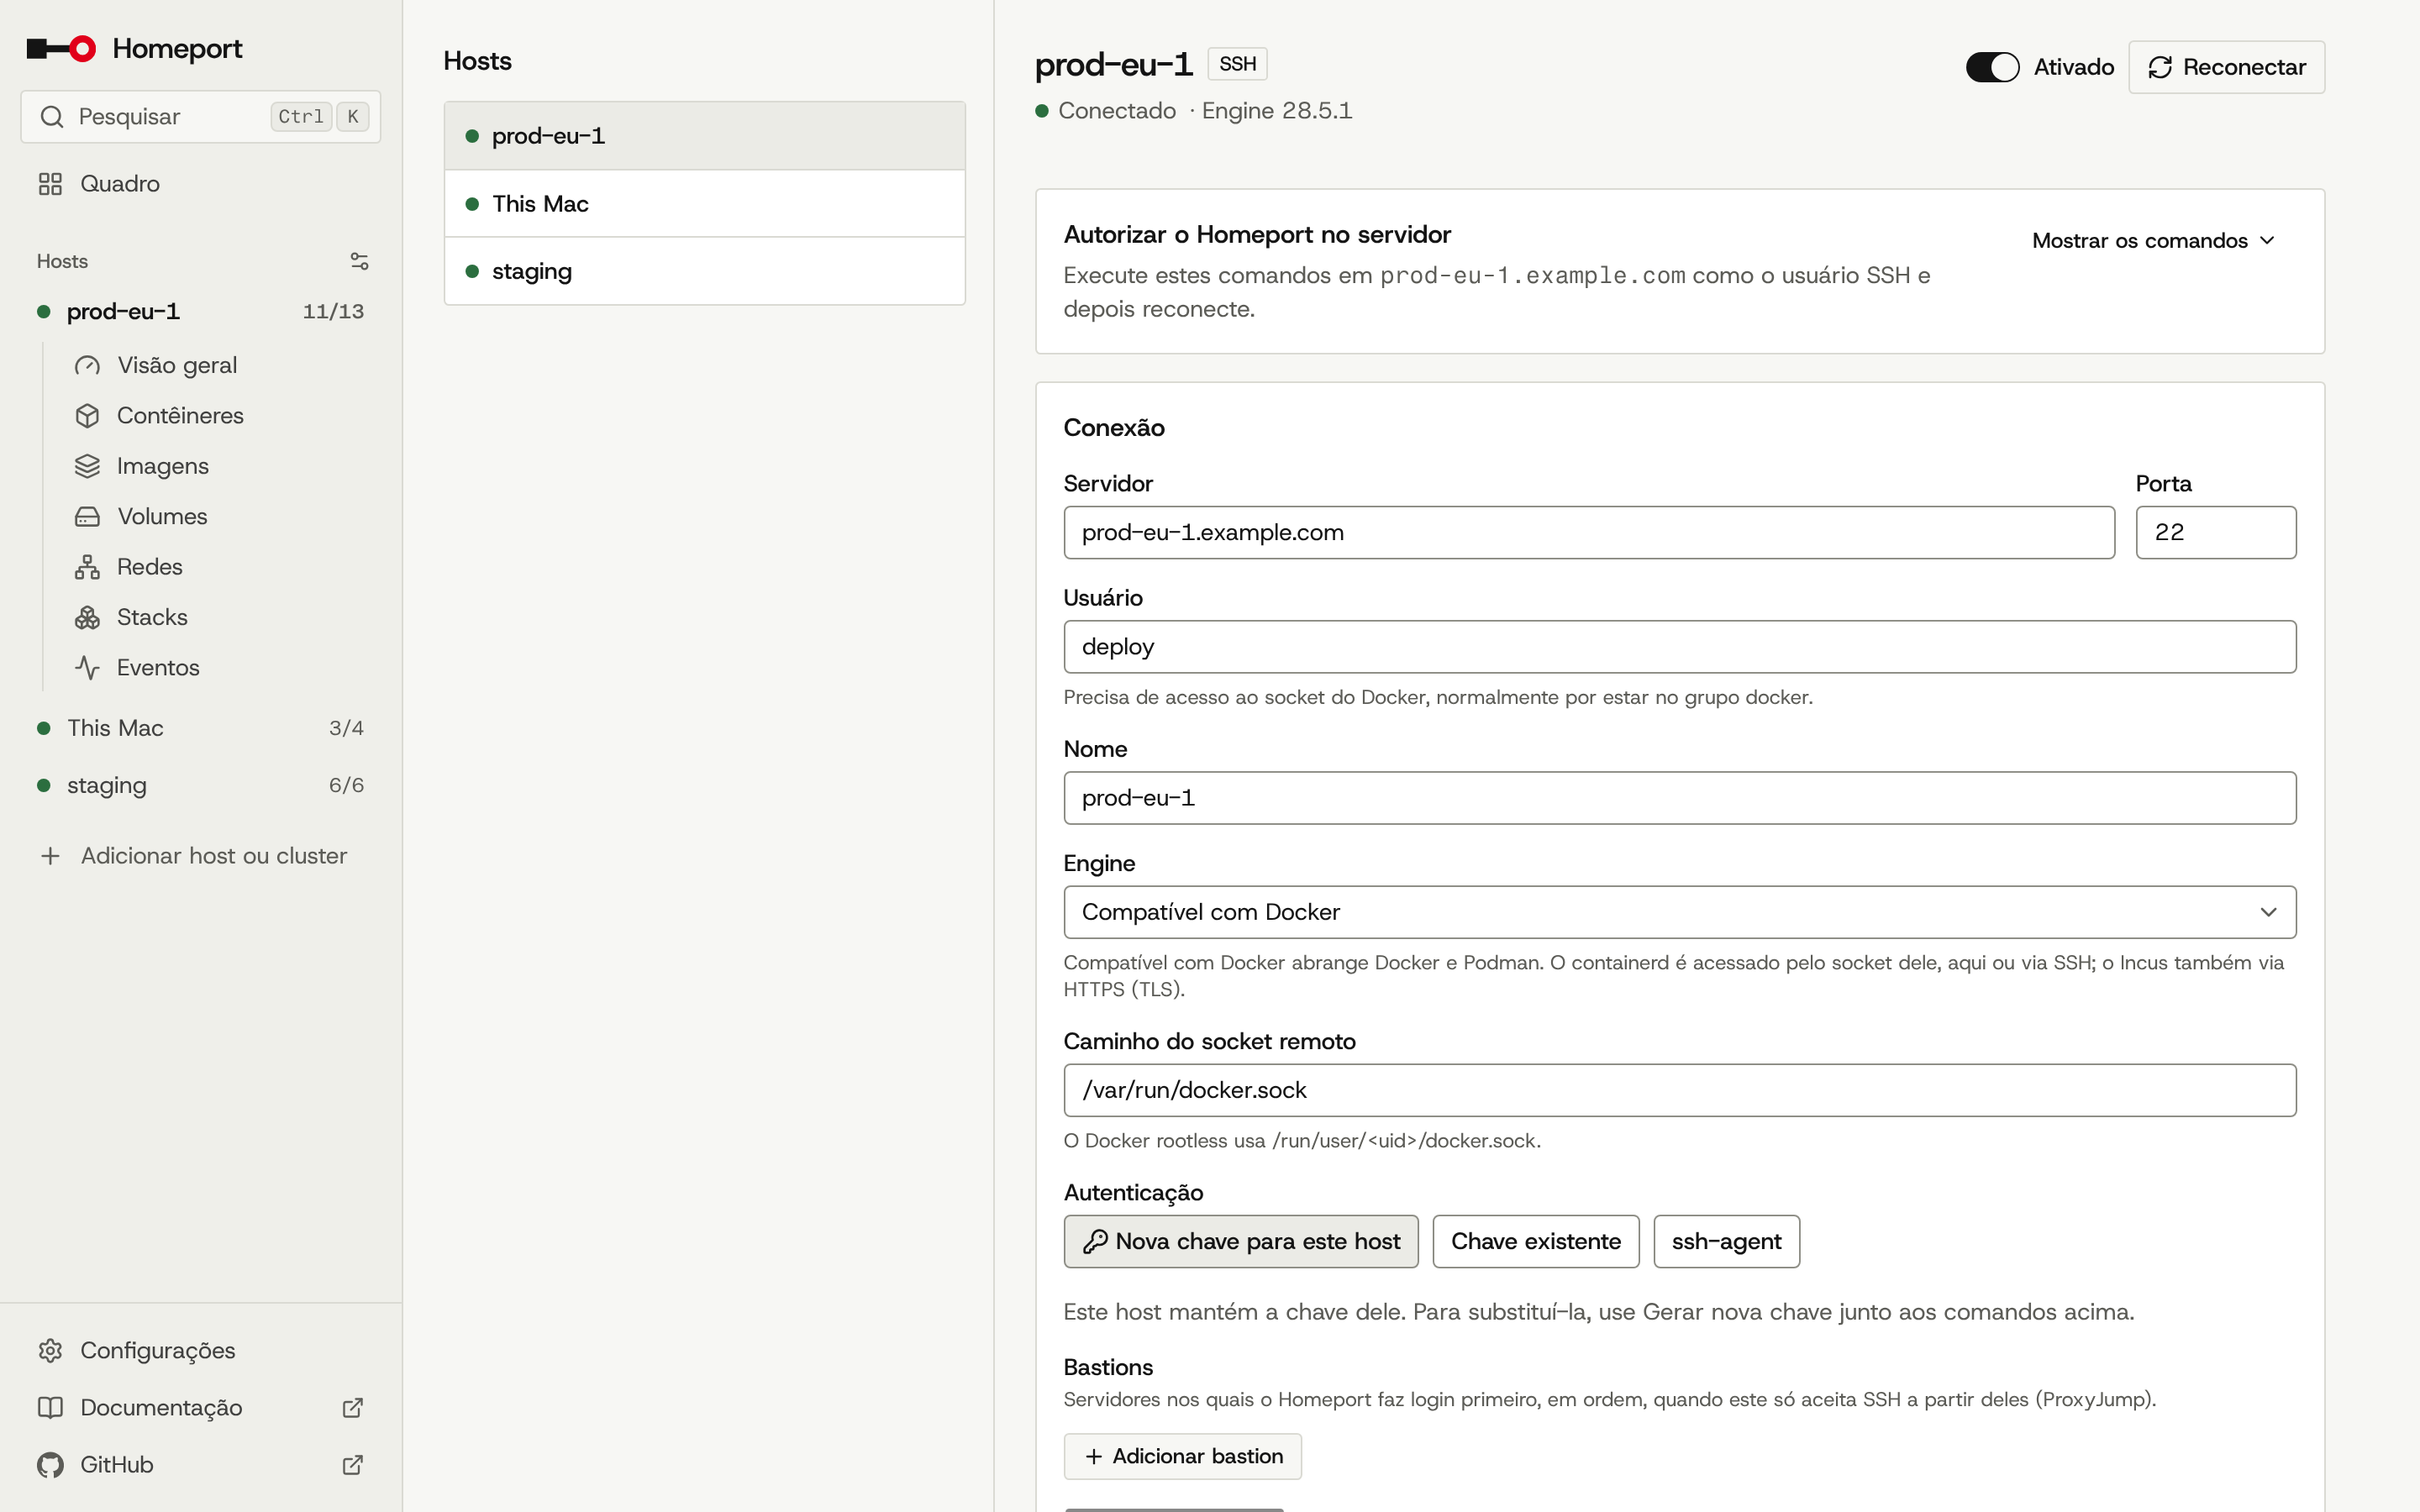 Homeport
Pesquisar Ctrl K
Quadro
Hosts
prod-eu-1 11/13
Visão geral
Contêineres
Imagens
Volumes
Redes
Stacks
Eventos
This Mac 3/4
staging 6/6
Adicionar host ou cluster
Configurações
Documentação
GitHub
Hosts
prod-eu-1
This Mac
staging
prod-eu-1 SSH
Conectado · Engine 28.5.1
Ativado
Reconectar
Autorizar o Homeport no servidor
Execute estes comandos em prod-eu-1.example.com como o usuário SSH e
depois reconecte.
Mostrar os comandos
Conexão
Servidor
prod-eu-1.example.com
Porta
22
Usuário
deploy
Precisa de acesso ao socket do Docker, normalmente por estar no grupo docker.
Nome
prod-eu-1
Engine
Compatível com Docker
Compatível com Docker abrange Docker e Podman. O containerd é acessado pelo socket dele, aqui ou via SSH; o Incus também via
HTTPS (TLS).
Caminho do socket remoto
/var/run/docker.sock
O Docker rootless usa /run/user/<uid>/docker.sock.
Autenticação
Nova chave para este host
Chave existente
ssh-agent
Este host mantém a chave dele. Para substituí-la, use Gerar nova chave junto aos comandos acima.
Bastions
Servidores nos quais o Homeport faz login primeiro, em ordem, quando este só aceita SSH a partir deles (ProxyJump).
Adicionar bastion